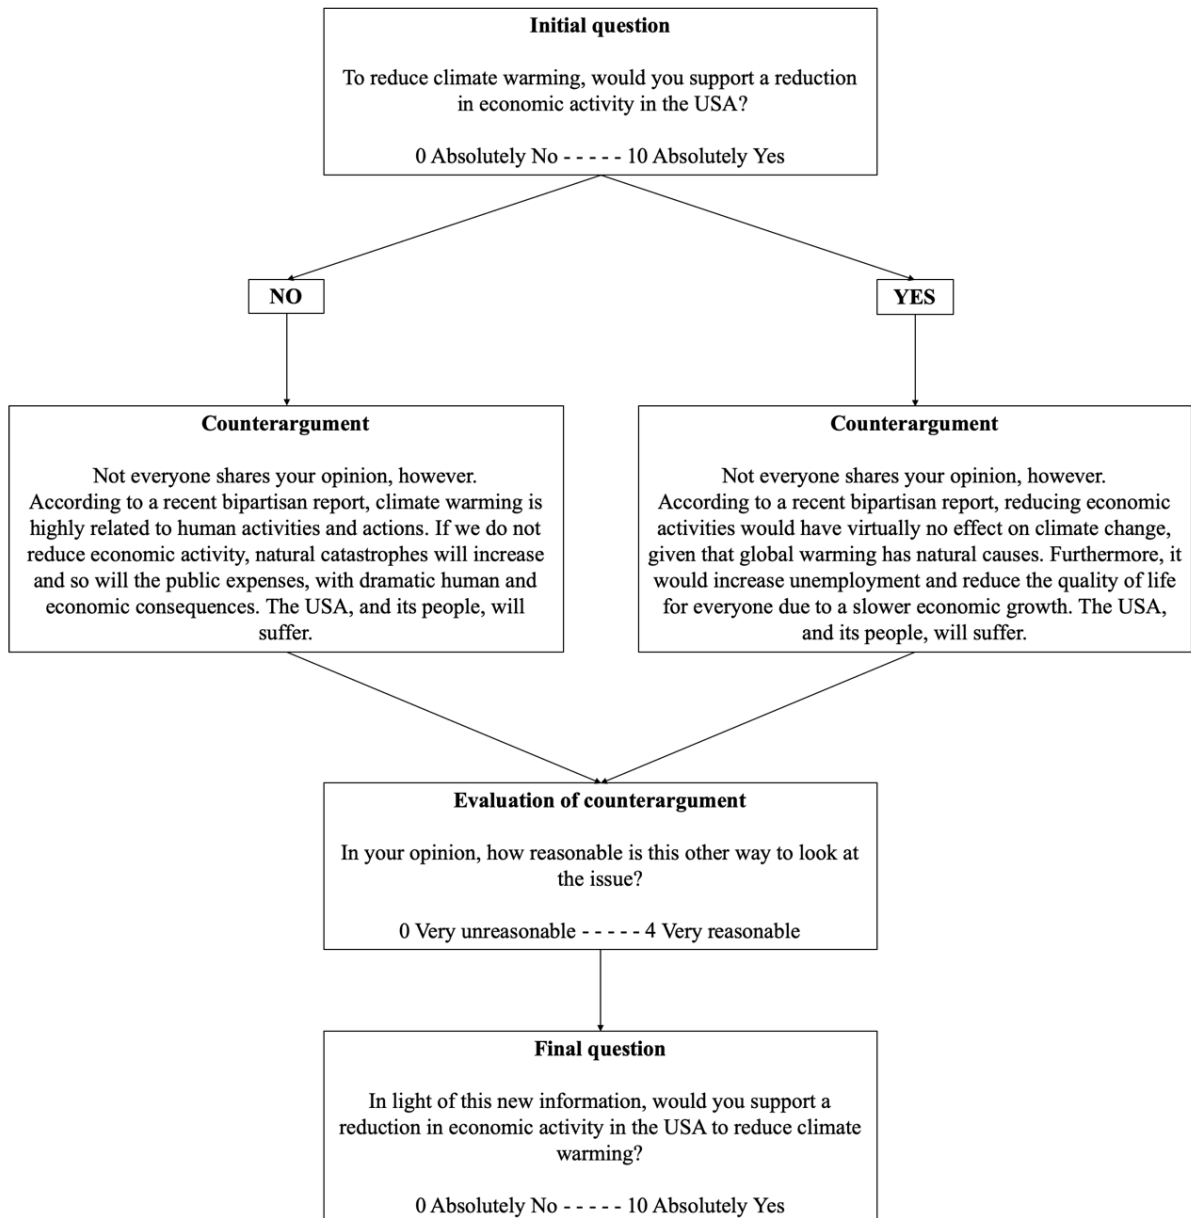 Initial question
To reduce climate warming, would you support a reduction
in economic activity in the USA?
0 Absolutely No - - - - - 10 Absolutely Yes
NO
YES
Counterargument
Not everyone shares your opinion, however.
According to a recent bipartisan report, climate warming is
highly related to human activities and actions. If we do not
reduce economic activity, natural catastrophes will increase
and so will the public expenses, with dramatic human and
economic consequences. The USA, and its people, will
suffer.
Counterargument
Not everyone shares your opinion, however.
According to a recent bipartisan report, reducing economic
activities would have virtually no effect on climate change,
given that global warming has natural causes. Furthermore, it
would increase unemployment and reduce the quality of life
for everyone due to a slower economic growth. The USA,
and its people, will suffer.
Evaluation of counterargument
In your opinion, how reasonable is this other way to look at
the issue?
0 Very unreasonable - - - - - 4 Very reasonable
Final question
In light of this new information, would you support a
reduction in economic activity in the USA to reduce climate
warming?
0 Absolutely No - - - - - 10 Absolutely Yes